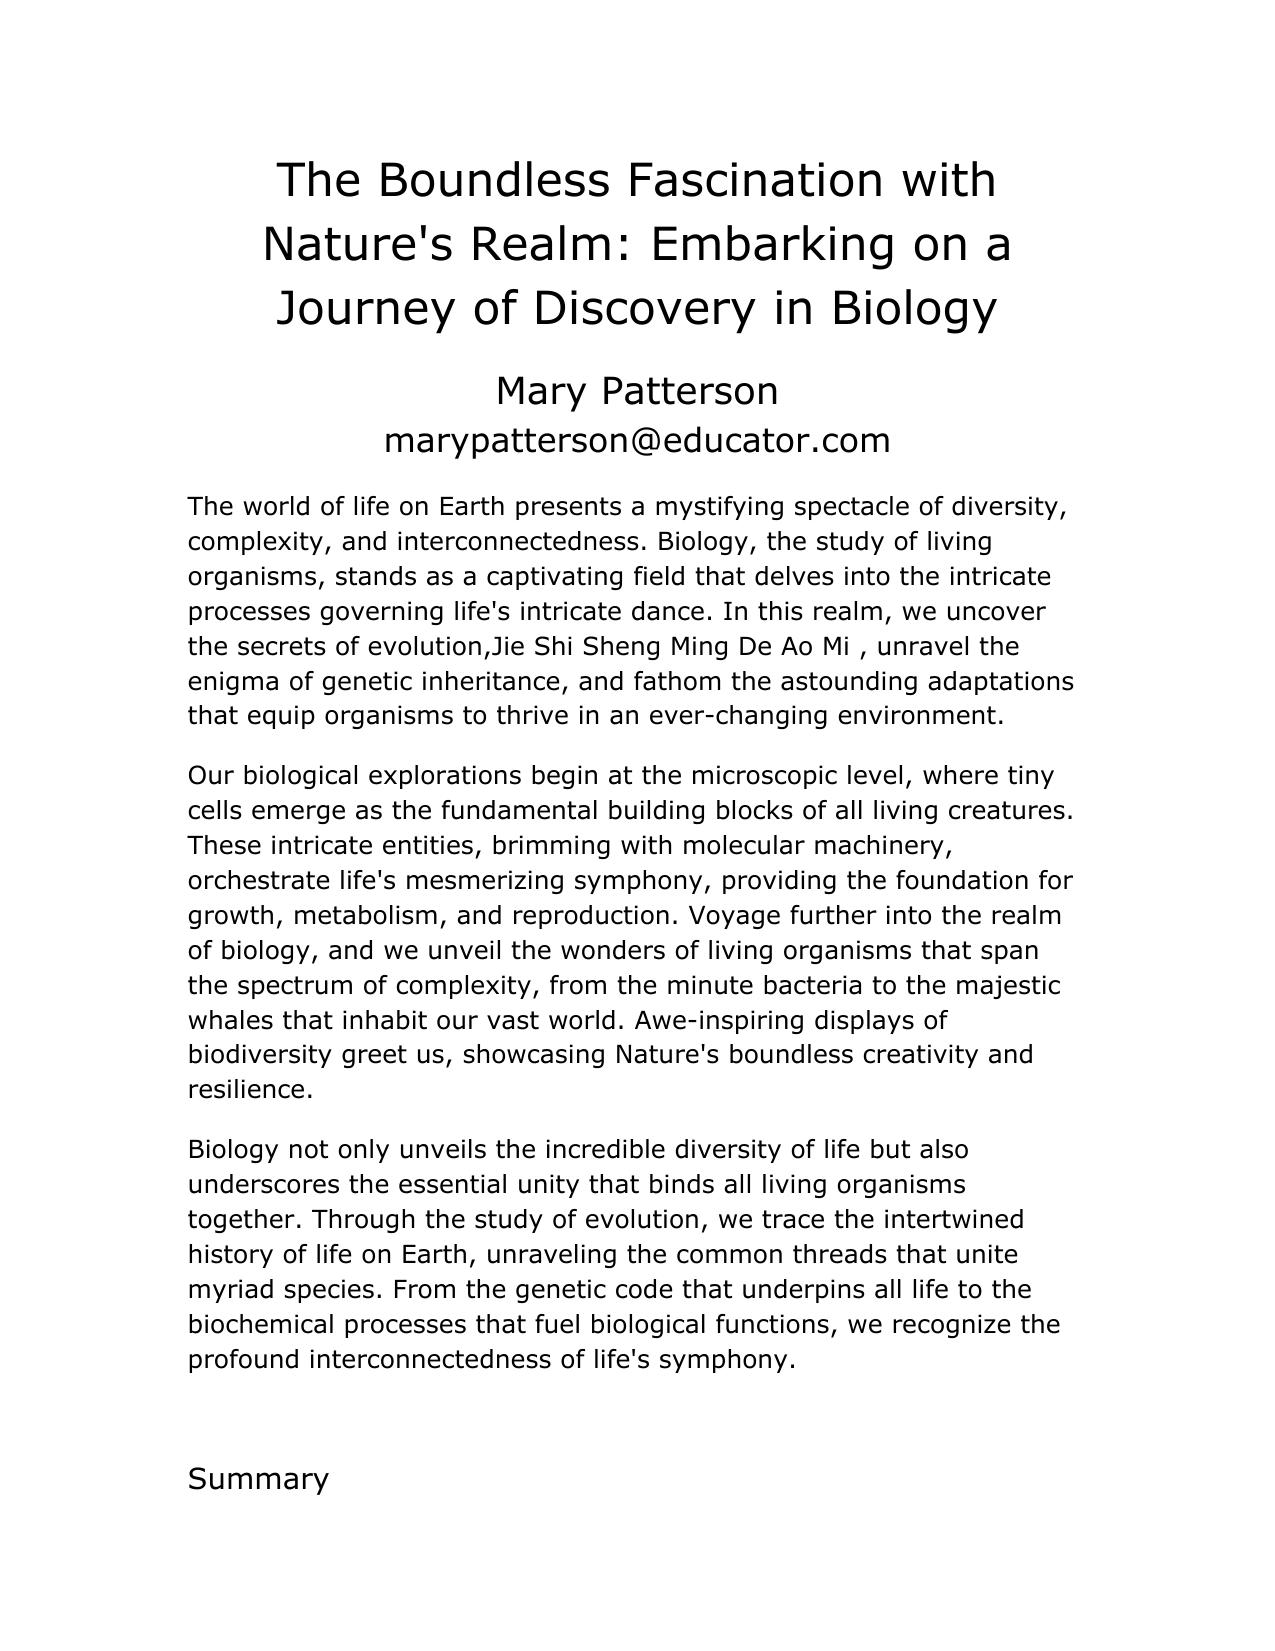 The Boundless Fascination with
Nature's Realm: Embarking on a
Journey of Discovery in Biology
Mary Patterson
marypatterson@educator.com
The world of life on Earth presents a mystifying spectacle of diversity,
complexity, and interconnectedness. Biology, the study of living
organisms, stands as a captivating field that delves into the intricate
processes governing life's intricate dance. In this realm, we uncover
the secrets of evolution,Jie Shi Sheng Ming De Ao Mi , unravel the
enigma of genetic inheritance, and fathom the astounding adaptations
that equip organisms to thrive in an ever-changing environment.
Our biological explorations begin at the microscopic level, where tiny
cells emerge as the fundamental building blocks of all living creatures.
These intricate entities, brimming with molecular machinery,
orchestrate life's mesmerizing symphony, providing the foundation for
growth, metabolism, and reproduction. Voyage further into the realm
of biology, and we unveil the wonders of living organisms that span
the spectrum of complexity, from the minute bacteria to the majestic
whales that inhabit our vast world. Awe-inspiring displays of
biodiversity greet us, showcasing Nature's boundless creativity and
resilience.
Biology not only unveils the incredible diversity of life but also
underscores the essential unity that binds all living organisms
together. Through the study of evolution, we trace the intertwined
history of life on Earth, unraveling the common threads that unite
myriad species. From the genetic code that underpins all life to the
biochemical processes that fuel biological functions, we recognize the
profound interconnectedness of life's symphony.
Summary